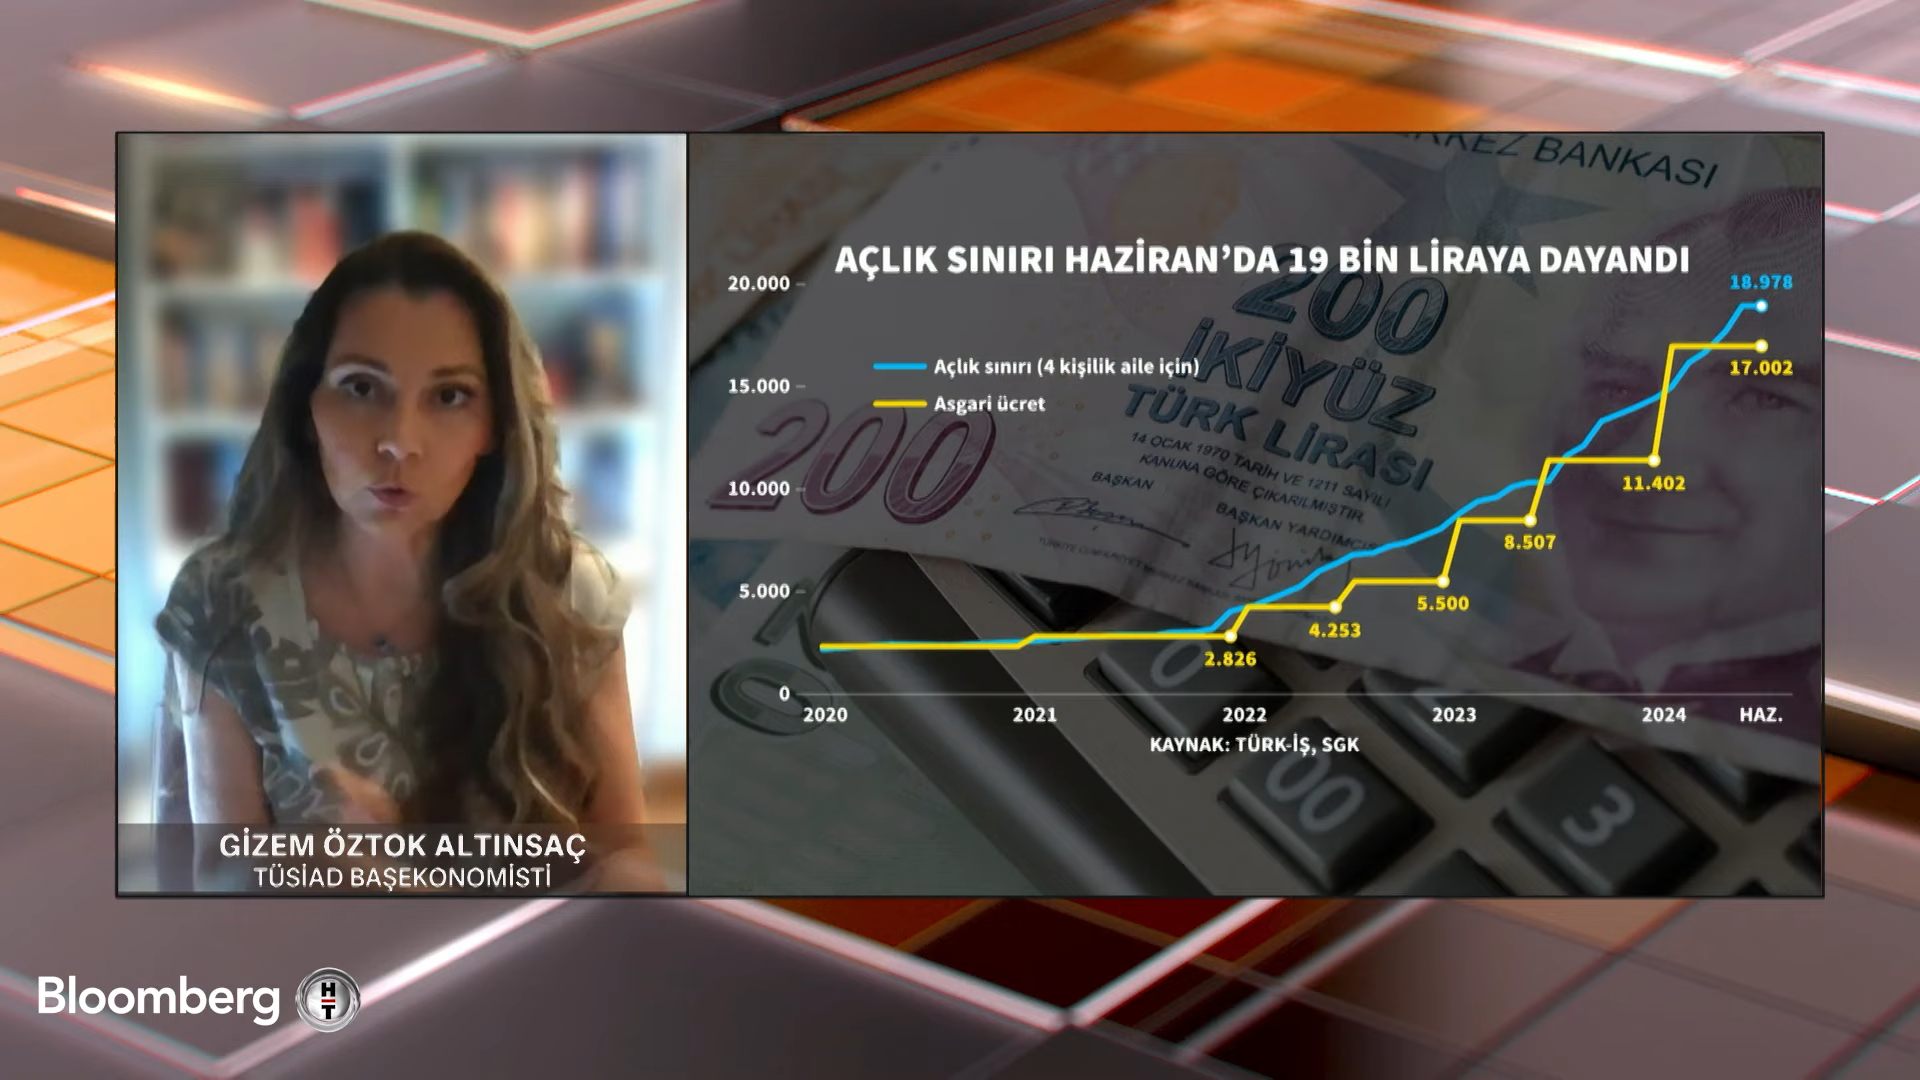 MERKEZ BANKASI
AÇLIK SINIRI HAZİRAN’DA 19 BİN LİRAYA DAYANDI
20.000
18.978
Açlık sınırı (4 kişilik aile için)
17.002
15.000
Asgari ücret
200
İKİYÜZ
TÜRK LİRASI
14 OCAK 1970 TARİH VE 1211 SAYILI
KANUNA GÖRE ÇIKARILMIŞTIR
BAŞKAN
BAŞKAN YARDIMCISI
200
10.000
11.402
8.507
5.000
5.500
4.253
2.826
0
2020
2021
2022
2023
2024
HAZ.
KAYNAK: TÜRK-İŞ, SGK
0
00
3
GİZEM ÖZTOK ALTINSAÇ
TÜSİAD BAŞEKONOMİSTİ
Bloomberg HT